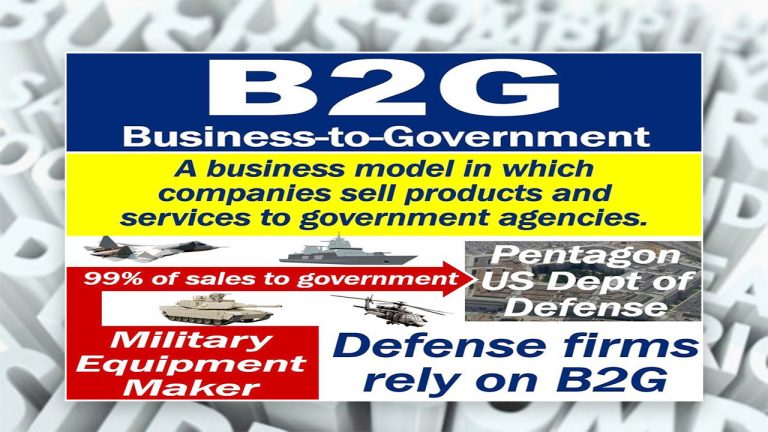 B2G
Business-to-Government
A business model in which
companies sell products and
services to government agencies.
99% of sales to government
Pentagon
US Dept of
Defense
Military
Equipment
Maker
Defense firms
rely on B2G